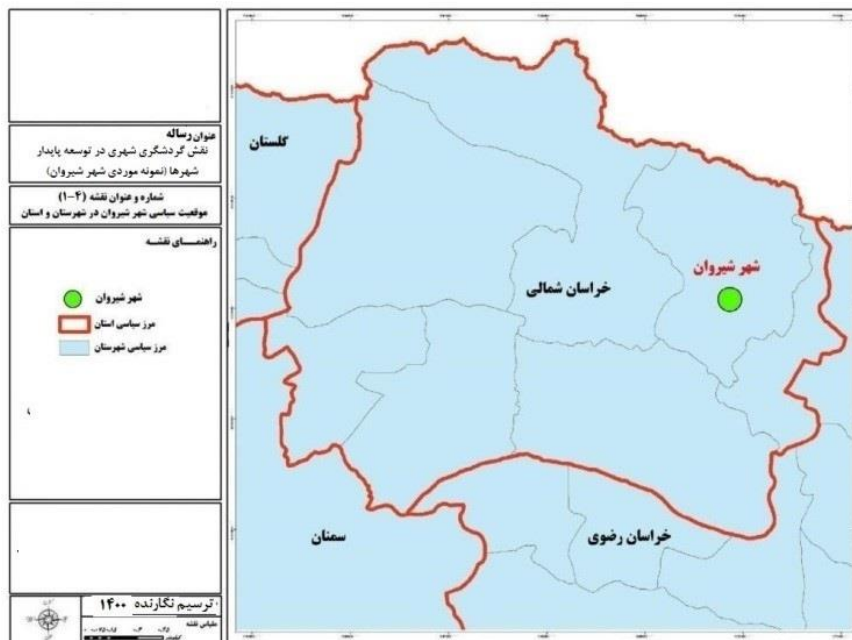 عنوان رساله
نقش گردشگری شهری در توسعه پایدار
شهرها (نمونه موردی شهر شیروان)
شماره و عنوان نقشه (۴-۱)
موقعیت سیاسی شهر شیروان در شهرستان و استان
راهنمای نقشه
شهر شیروان
مرز سیاسی استان
مرز سیاسی شهرستان
ترسیم نگارنده ۱۴۰۰
مقیاس نقشه
گلستان
خراسان شمالی
شهر شیروان
سمنان
خراسان رضوی